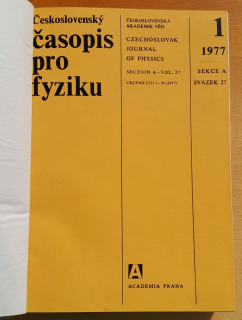 Československý
časopis
pro
fyziku
ČESKOSLOVENSKÁ
AKADEMIE VĚD
CZECHOSLOVAK
JOURNAL
OF PHYSICS
SECTION A • VOL. 27
1
1977
SEKCE A
SVAZEK 27
A
ACADEMIA PRAHA